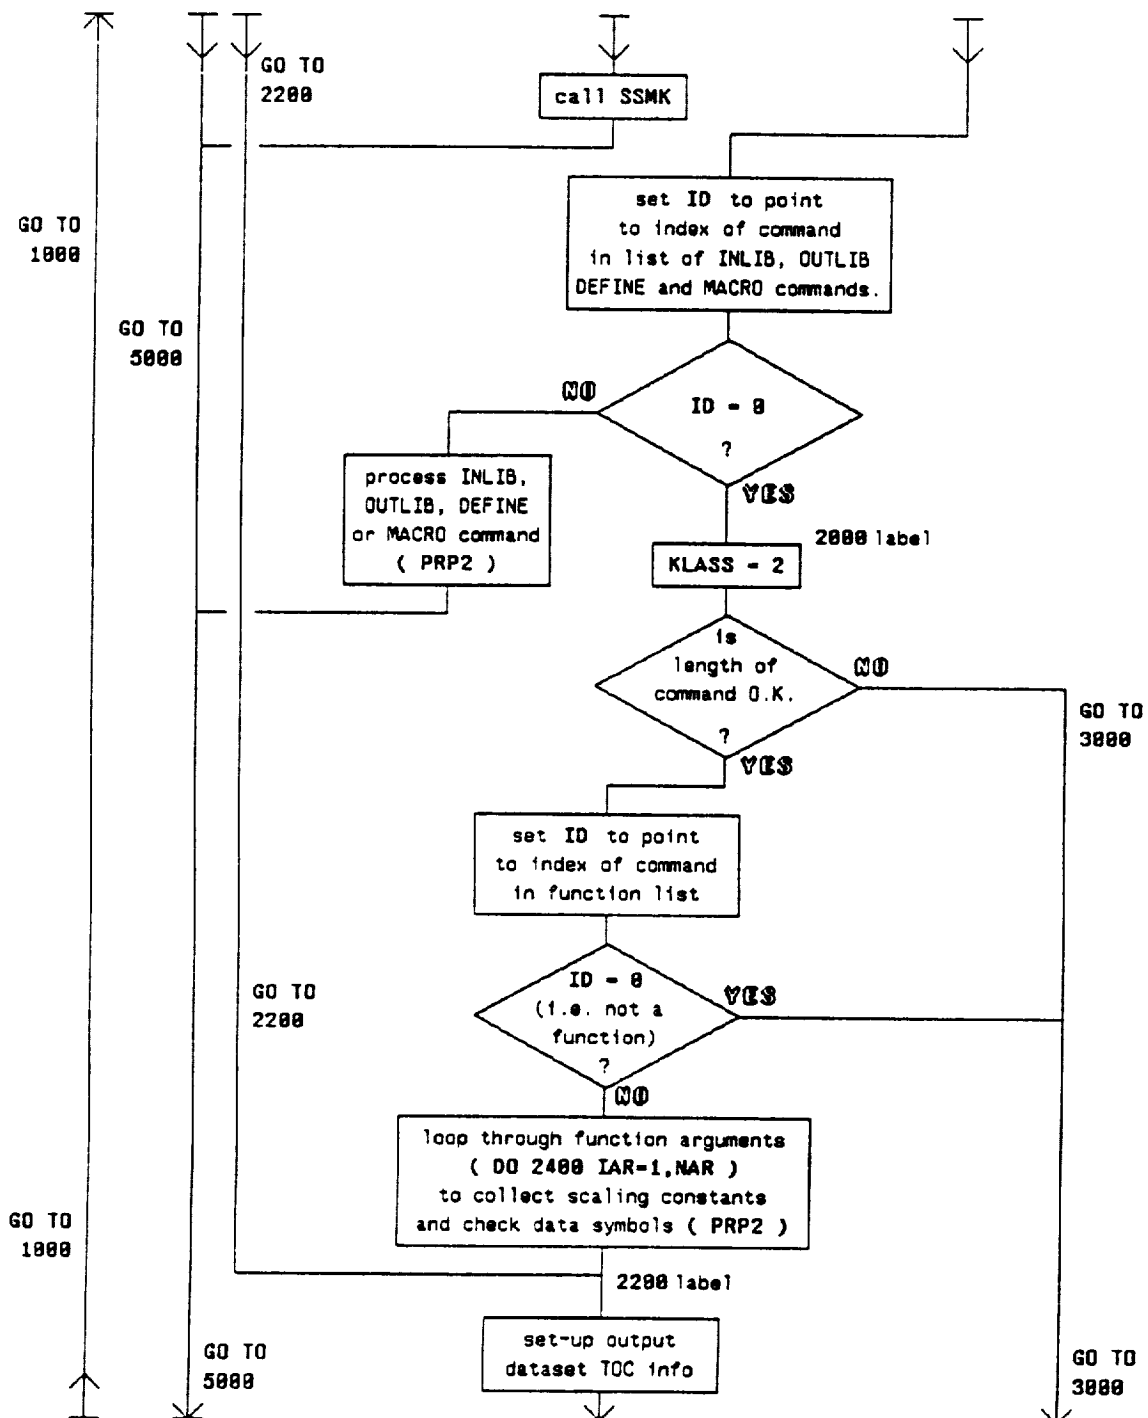 GO TO
2200
call SSMK
set ID to point
to index of command
in list of INLIB, OUTLIB
DEFINE and MACRO commands.
GO TO
1000
GO TO
5000
NO
ID = 0
?
YES
process INLIB,
OUTLIB, DEFINE
or MACRO command
( PRP2 )
2000 label
KLASS = 2
is
length of
command O.K.
?
NO
YES
GO TO
3000
set ID to point
to index of command
in function list
ID = 0
(i.e. not a
function)
?
YES
NO
GO TO
2200
loop through function arguments
( DO 2400 IAR=1,NAR )
to collect scaling constants
and check data symbols ( PRP2 )
GO TO
1000
2200 label
set-up output
dataset TOC info
GO TO
5000
GO TO
3000